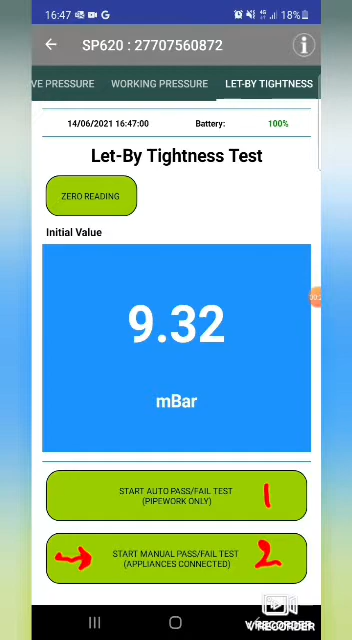 16:47 G 4G 18%
SP620 : 27707560872 i
VE PRESSURE WORKING PRESSURE LET-BY TIGHTNESS
14/06/2021 16:47:00 Battery: 100%
Let-By Tightness Test
ZERO READING
Initial Value
9.32
mBar
START AUTO PASS/FAIL TEST
(PIPEWORK ONLY) 1
START MANUAL PASS/FAIL TEST
(APPLIANCES CONNECTED) 2
V RECORDER